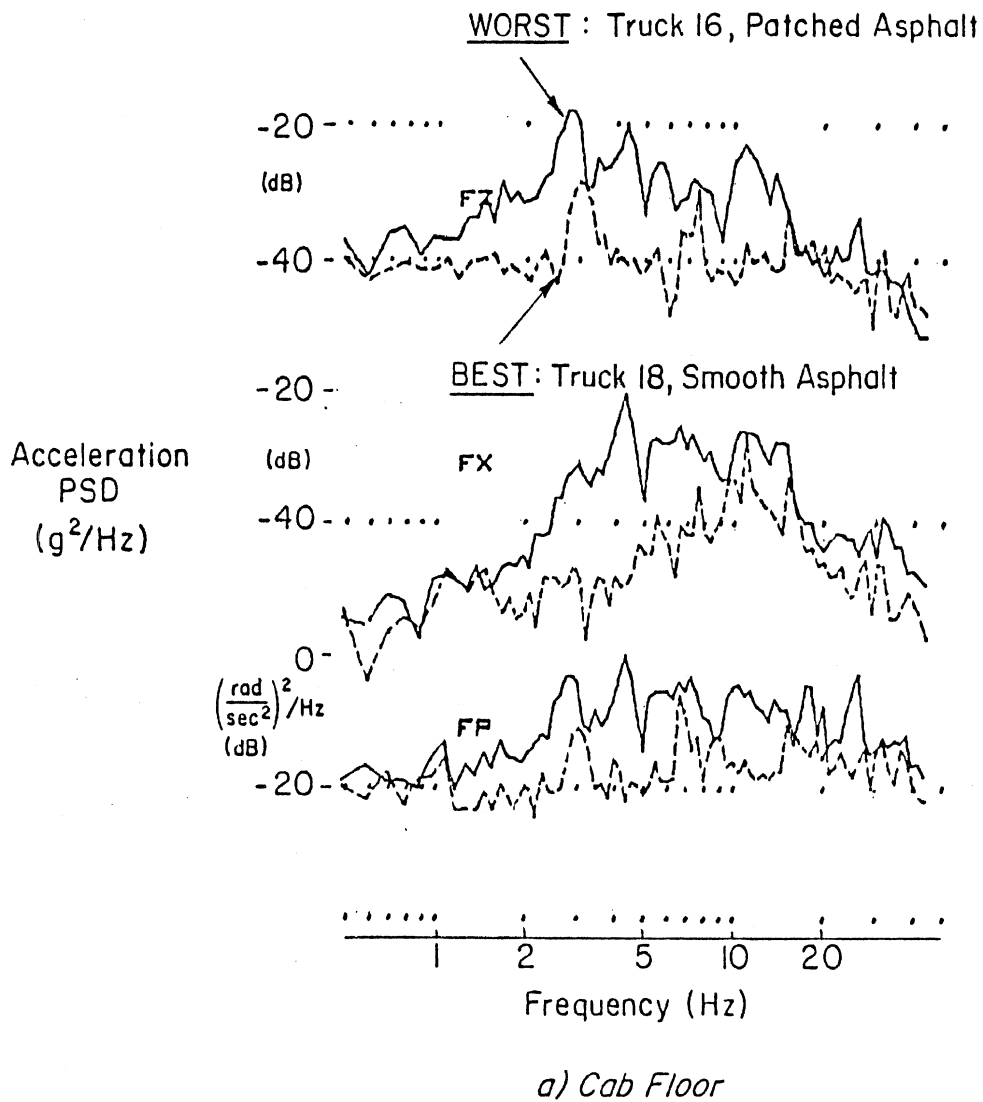 WORST : Truck 16, Patched Asphalt
-20
(dB)
FZ
-40
BEST : Truck 18, Smooth Asphalt
-20
Acceleration
PSD
(g²/Hz)
(dB)
FX
-40
0
(rad/sec²)²/Hz
(dB)
FP
-20
1 2 5 10 20
Frequency (Hz)
a) Cab Floor